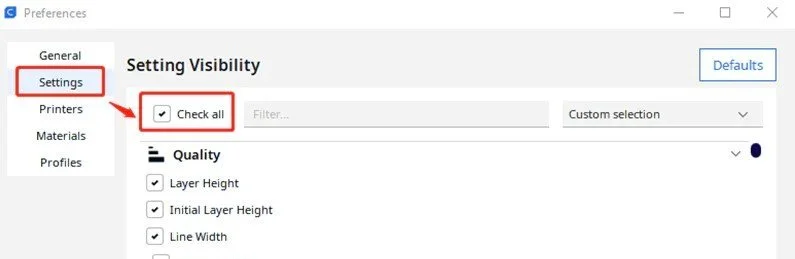 Preferences
General
Settings
Printers
Materials
Profiles
Setting Visibility
Defaults
Check all
Filter...
Custom selection
Quality
Layer Height
Initial Layer Height
Line Width